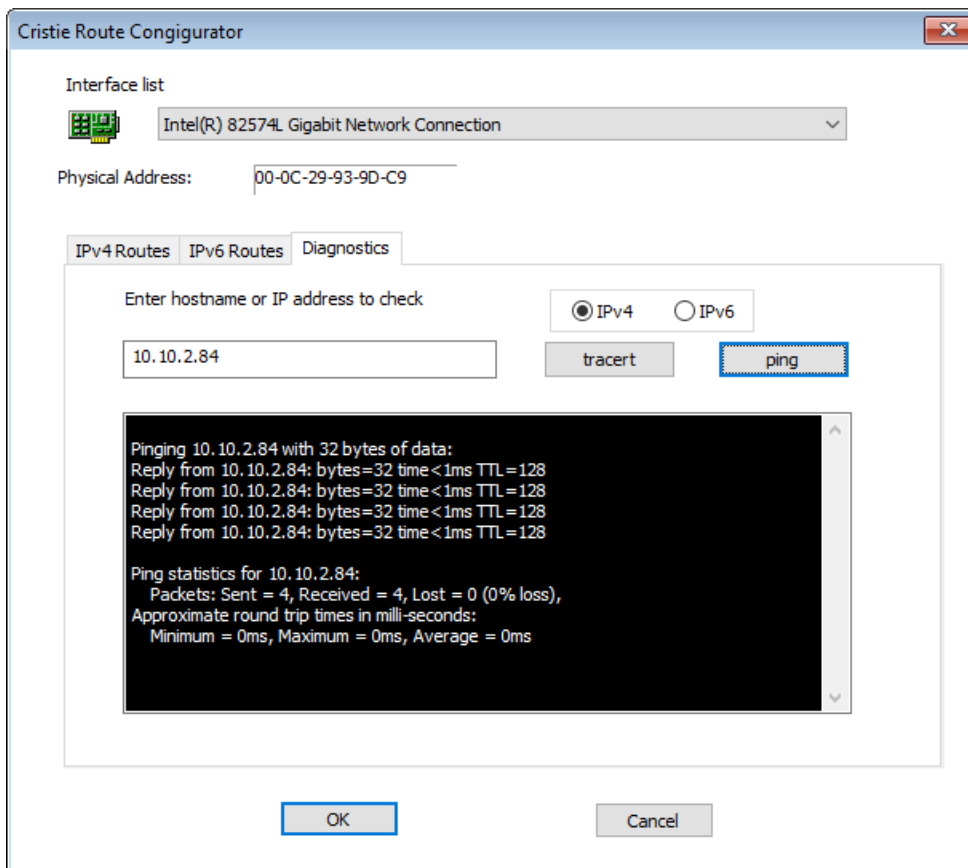 Cristie Route Congigurator
Interface list
Intel(R) 82574L Gigabit Network Connection
Physical Address: 00-0C-29-93-9D-C9
IPv4 Routes IPv6 Routes Diagnostics
Enter hostname or IP address to check
IPv4 IPv6
10.10.2.84
tracert ping
Pinging 10.10.2.84 with 32 bytes of data:
Reply from 10.10.2.84: bytes=32 time<1ms TTL=128
Reply from 10.10.2.84: bytes=32 time<1ms TTL=128
Reply from 10.10.2.84: bytes=32 time<1ms TTL=128
Reply from 10.10.2.84: bytes=32 time<1ms TTL=128
Ping statistics for 10.10.2.84:
Packets: Sent = 4, Received = 4, Lost = 0 (0% loss),
Approximate round trip times in milli-seconds:
Minimum = 0ms, Maximum = 0ms, Average = 0ms
OK Cancel